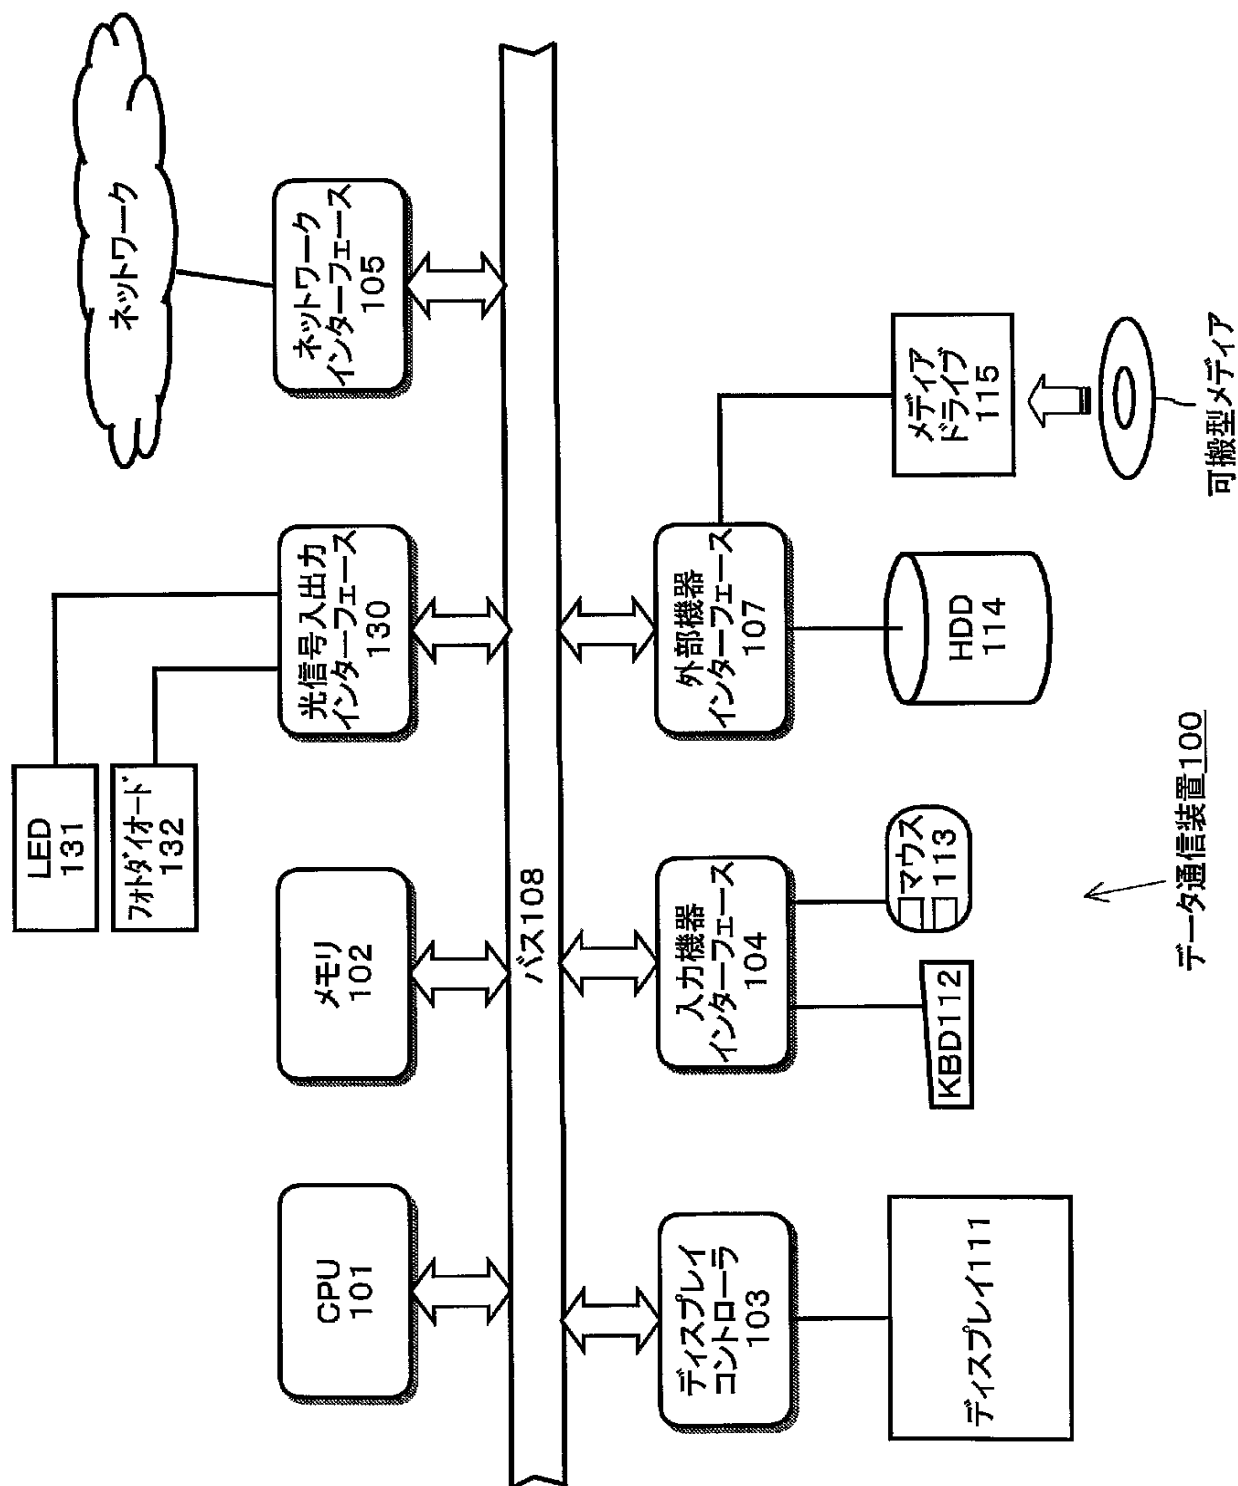 ネットワーク
LED
131
フォトダイオード
132
CPU
101
メモリ
102
光信号入出力
インターフェース
130
ネットワーク
インターフェース
105
バス108
ディスプレイ
コントローラ
103
入力機器
インターフェース
104
外部機器
インターフェース
107
ディスプレイ111
KBD112
マウス
113
HDD
114
メディア
ドライブ
115
可搬型メディア
データ通信装置100